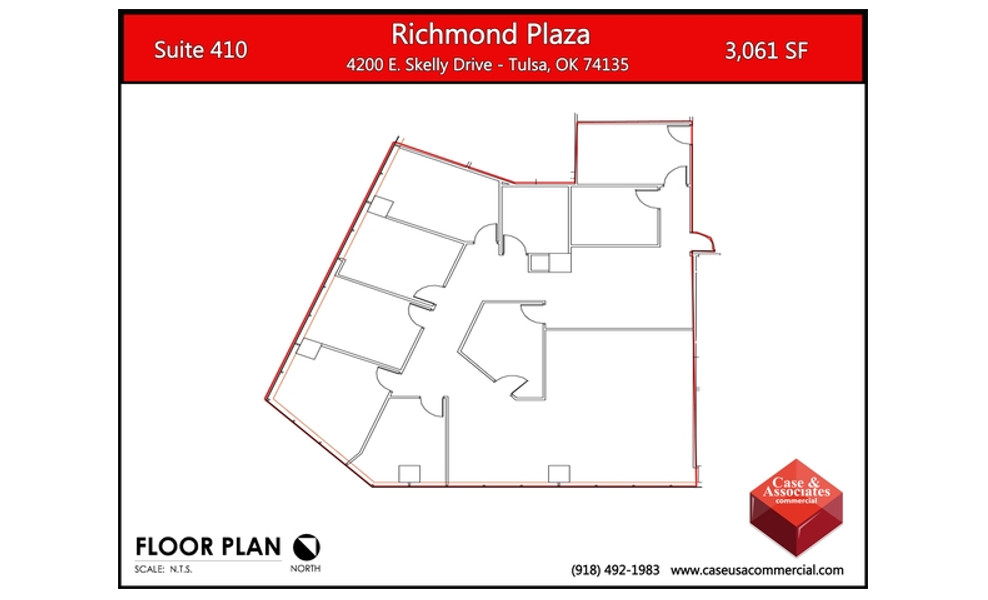 Suite 410
Richmond Plaza
4200 E. Skelly Drive - Tulsa, OK 74135
3,061 SF
Case &
Associates
commercial
FLOOR PLAN
SCALE: N.T.S.
NORTH
(918) 492-1983 www.caseusacommercial.com